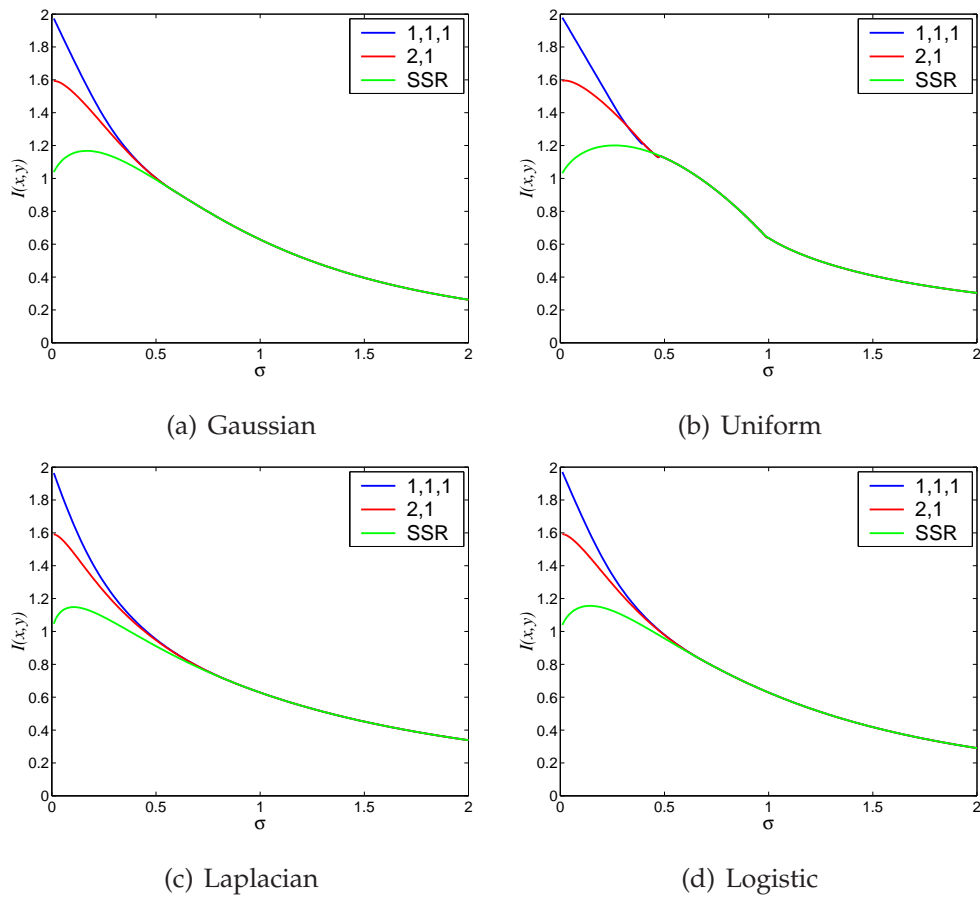 2
1.8
1.6
1.4
1.2
1
0.8
0.6
0.4
0.2
0
I(x,y)
0 0.5 1 1.5 2
σ
1,1,1
2,1
SSR
(a) Gaussian
2
1.8
1.6
1.4
1.2
1
0.8
0.6
0.4
0.2
0
I(x,y)
0 0.5 1 1.5 2
σ
1,1,1
2,1
SSR
(b) Uniform
2
1.8
1.6
1.4
1.2
1
0.8
0.6
0.4
0.2
0
I(x,y)
0 0.5 1 1.5 2
σ
1,1,1
2,1
SSR
(c) Laplacian
2
1.8
1.6
1.4
1.2
1
0.8
0.6
0.4
0.2
0
I(x,y)
0 0.5 1 1.5 2
σ
1,1,1
2,1
SSR
(d) Logistic